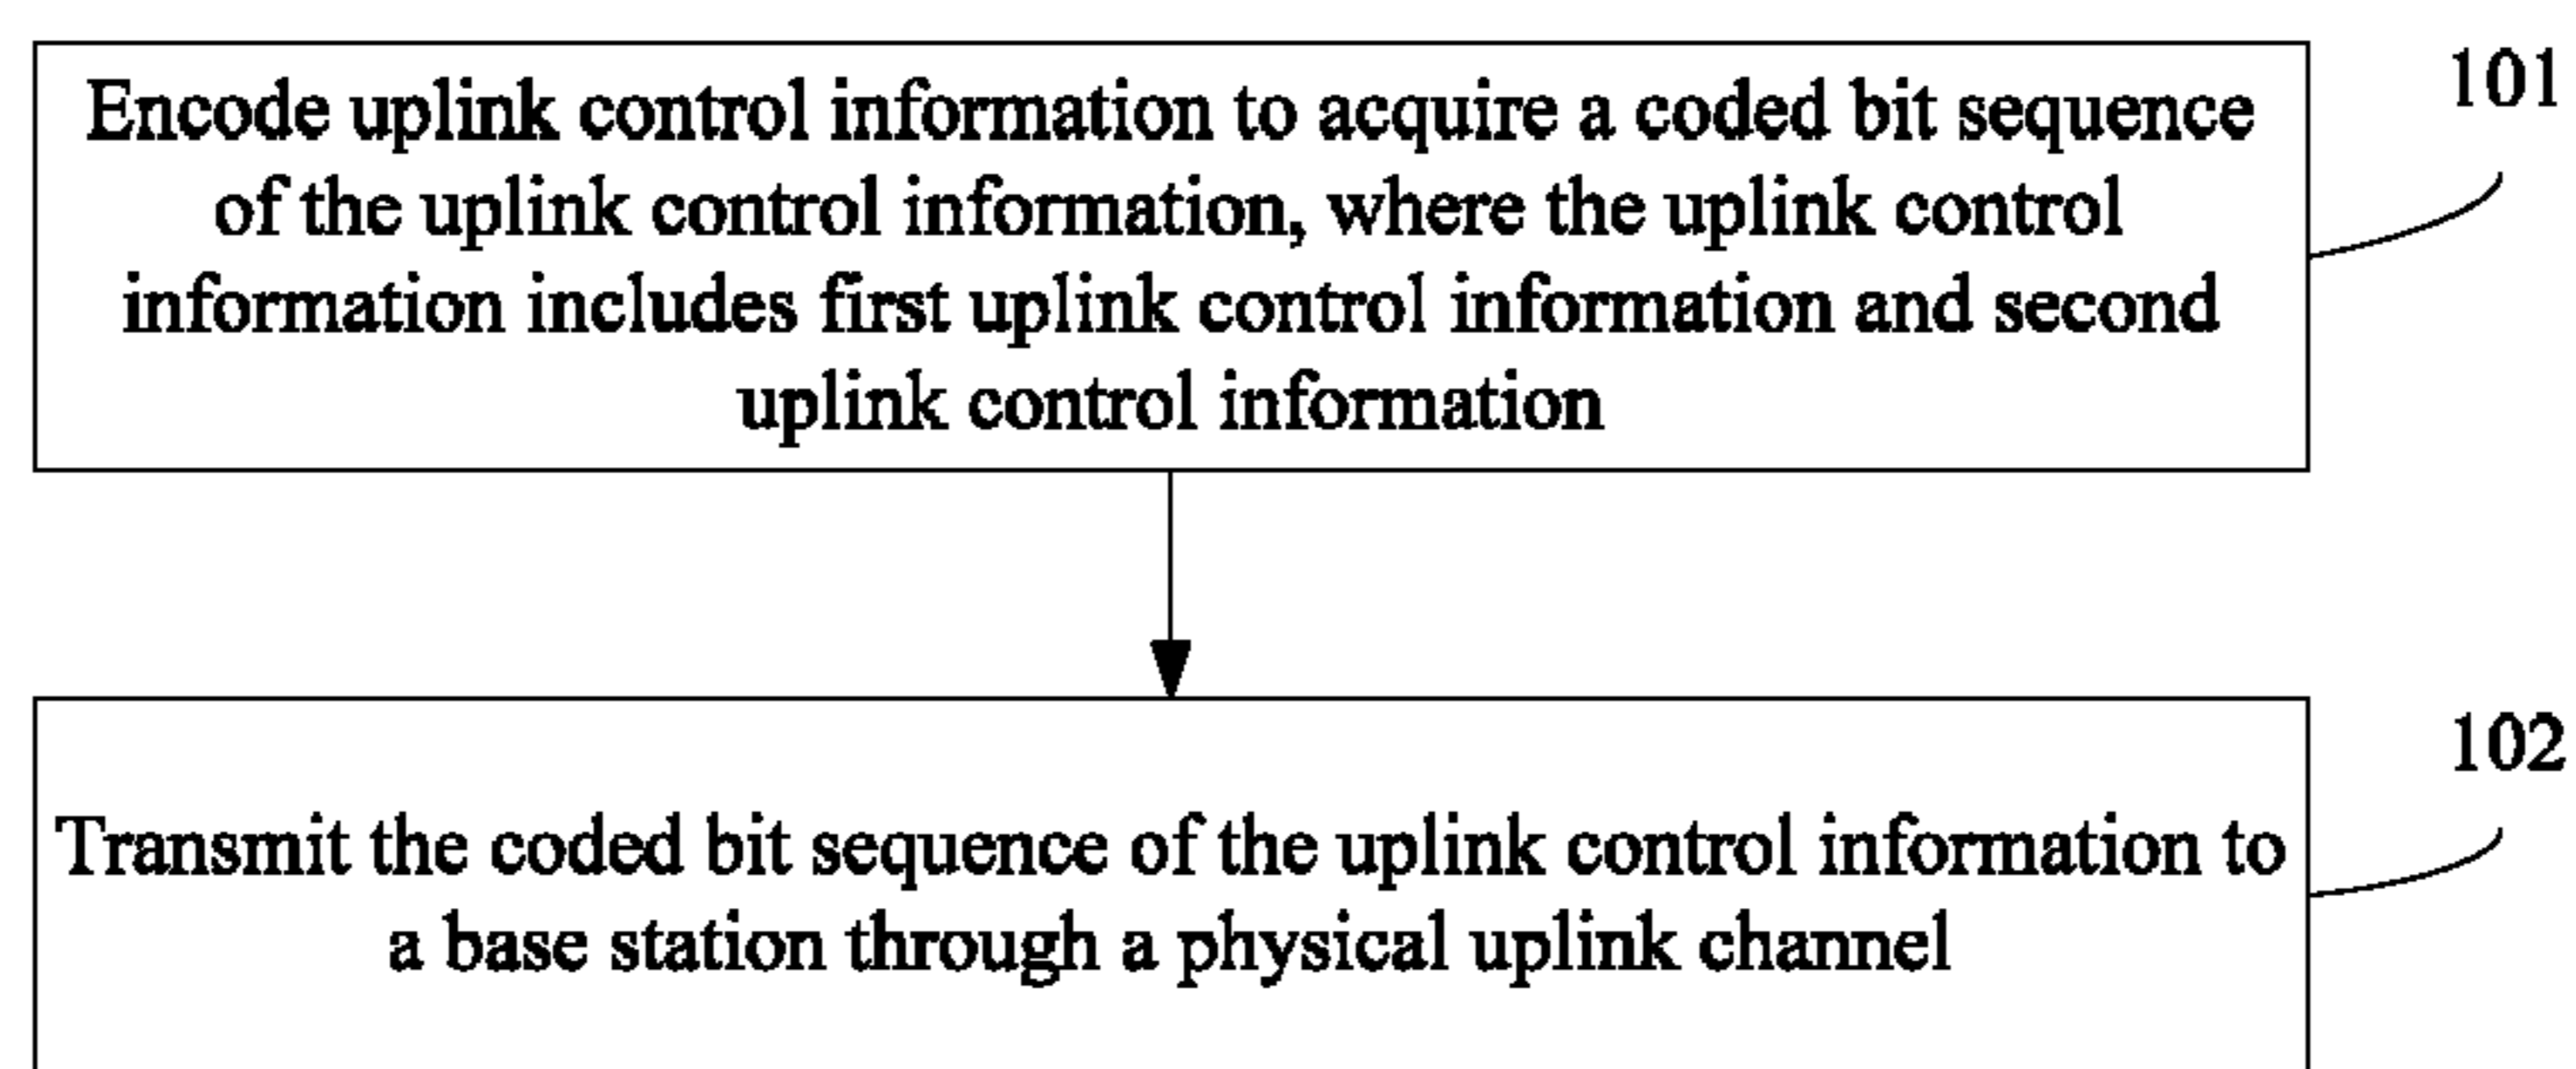 Encode uplink control information to acquire a coded bit sequence
of the uplink control information, where the uplink control
information includes first uplink control information and second
uplink control information
101
Transmit the coded bit sequence of the uplink control information to
a base station through a physical uplink channel
102